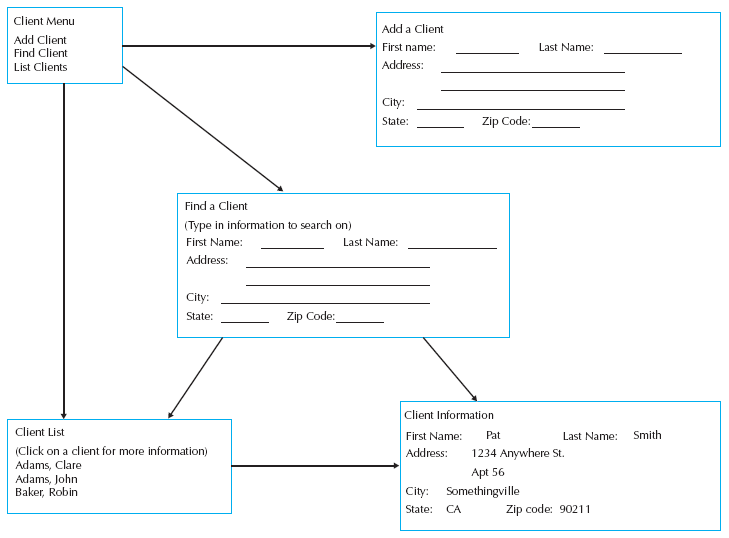 Client Menu
Add Client
Find Client
List Clients
Add a Client
First name: Last Name:
Address:
City:
State: Zip Code:
Find a Client
(Type in information to search on)
First Name: Last Name:
Address:
City:
State: Zip Code:
Client List
(Click on a client for more information)
Adams, Clare
Adams, John
Baker, Robin
Client Information
First Name: Pat Last Name: Smith
Address: 1234 Anywhere St.
Apt 56
City: Somethingville
State: CA Zip code: 90211